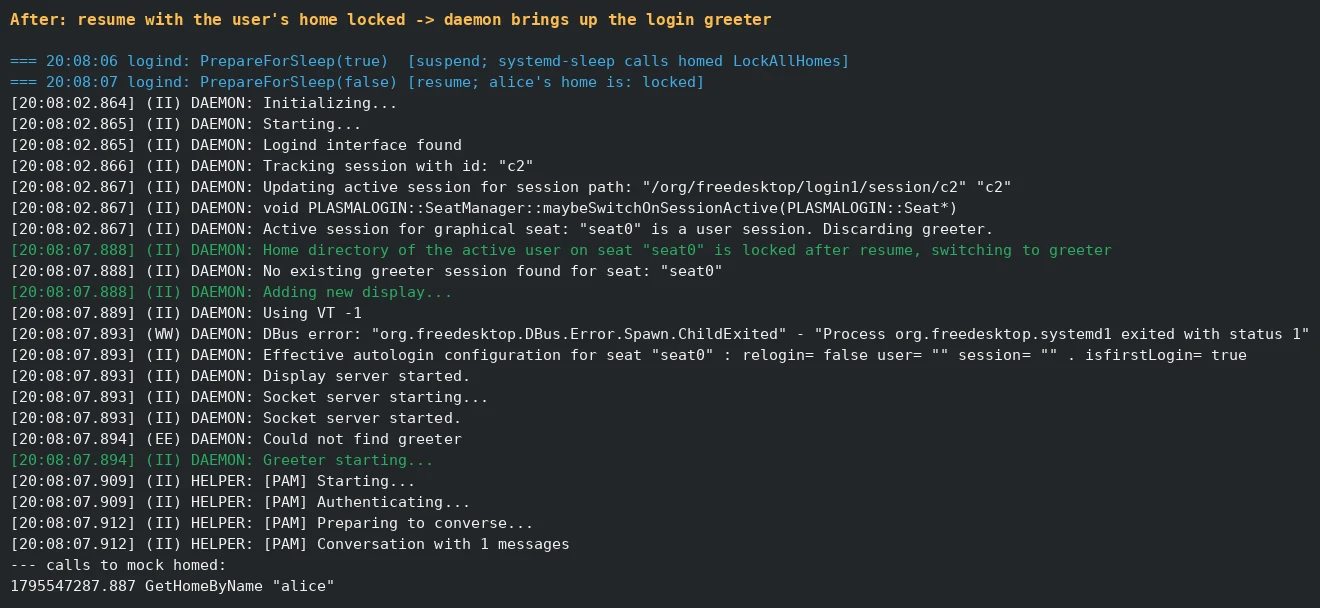 After: resume with the user's home locked -> daemon brings up the login greeter
=== 20:08:06 logind: PrepareForSleep(true)  [suspend; systemd-sleep calls homed LockAllHomes]
=== 20:08:07 logind: PrepareForSleep(false) [resume; alice's home is: locked]
[20:08:02.864] (II) DAEMON: Initializing...
[20:08:02.865] (II) DAEMON: Starting...
[20:08:02.865] (II) DAEMON: Logind interface found
[20:08:02.866] (II) DAEMON: Tracking session with id: "c2"
[20:08:02.867] (II) DAEMON: Updating active session for session path: "/org/freedesktop/login1/session/c2" "c2"
[20:08:02.867] (II) DAEMON: void PLASMALOGIN::SeatManager::maybeSwitchOnSessionActive(PLASMALOGIN::Seat*)
[20:08:02.867] (II) DAEMON: Active session for graphical seat: "seat0" is a user session. Discarding greeter.
[20:08:07.888] (II) DAEMON: Home directory of the active user on seat "seat0" is locked after resume, switching to greeter
[20:08:07.888] (II) DAEMON: No existing greeter session found for seat: "seat0"
[20:08:07.888] (II) DAEMON: Adding new display...
[20:08:07.889] (II) DAEMON: Using VT -1
[20:08:07.893] (WW) DAEMON: DBus error: "org.freedesktop.DBus.Error.Spawn.ChildExited" - "Process org.freedesktop.systemd1 exited with status 1"
[20:08:07.893] (II) DAEMON: Effective autologin configuration for seat "seat0" : relogin= false user= "" session= "" . isfirstLogin= true
[20:08:07.893] (II) DAEMON: Display server started.
[20:08:07.893] (II) DAEMON: Socket server starting...
[20:08:07.893] (II) DAEMON: Socket server started.
[20:08:07.894] (EE) DAEMON: Could not find greeter
[20:08:07.894] (II) DAEMON: Greeter starting...
[20:08:07.909] (II) HELPER: [PAM] Starting...
[20:08:07.909] (II) HELPER: [PAM] Authenticating...
[20:08:07.912] (II) HELPER: [PAM] Preparing to converse...
[20:08:07.912] (II) HELPER: [PAM] Conversation with 1 messages
--- calls to mock homed:
1795547287.887 GetHomeByName "alice"